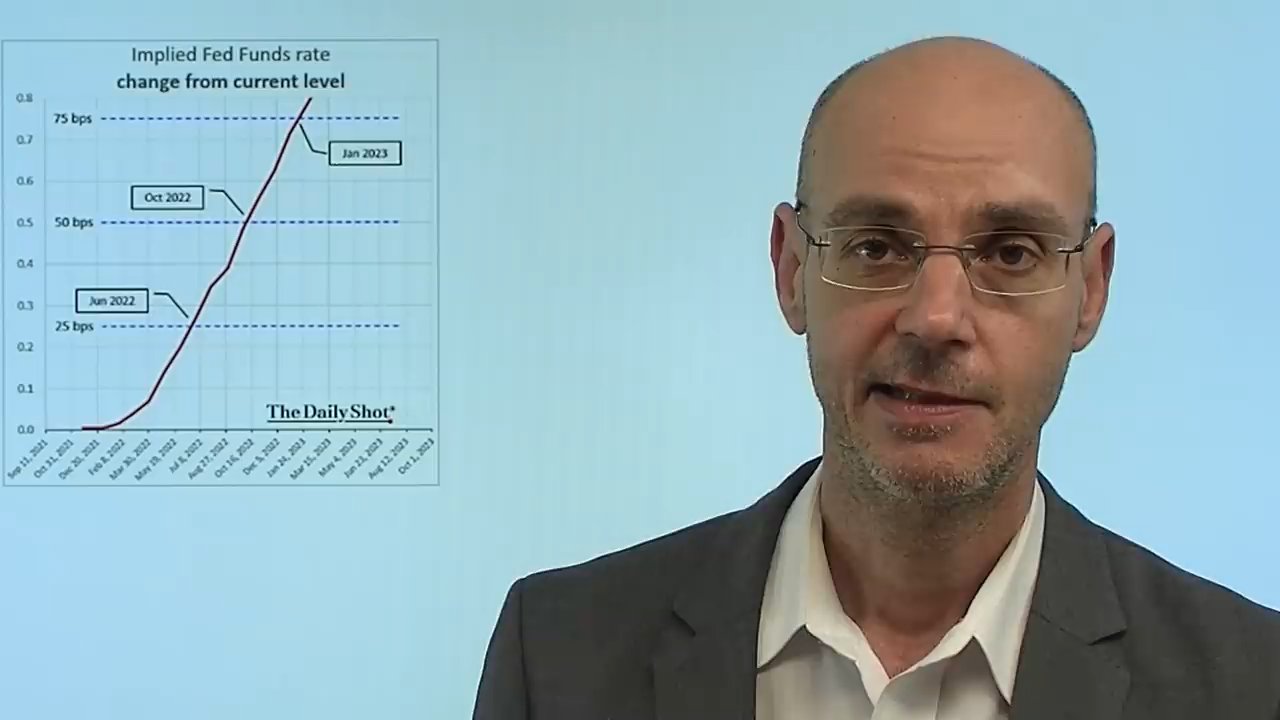 Implied Fed Funds rate
change from current level
0.8
75 bps
0.7
Jan 2023
0.6
Oct 2022
0.5
50 bps
0.4
0.3
Jun 2022
25 bps
0.2
0.1
The Daily Shot
0.0
Sep 11, 2021
Oct 31, 2021
Dec 20, 2021
Feb 8, 2022
Mar 30, 2022
May 19, 2022
Jul 8, 2022
Aug 27, 2022
Oct 16, 2022
Dec 5, 2022
Jan 24, 2023
Mar 15, 2023
May 4, 2023
Jun 23, 2023
Aug 12, 2023
Oct 1, 2023